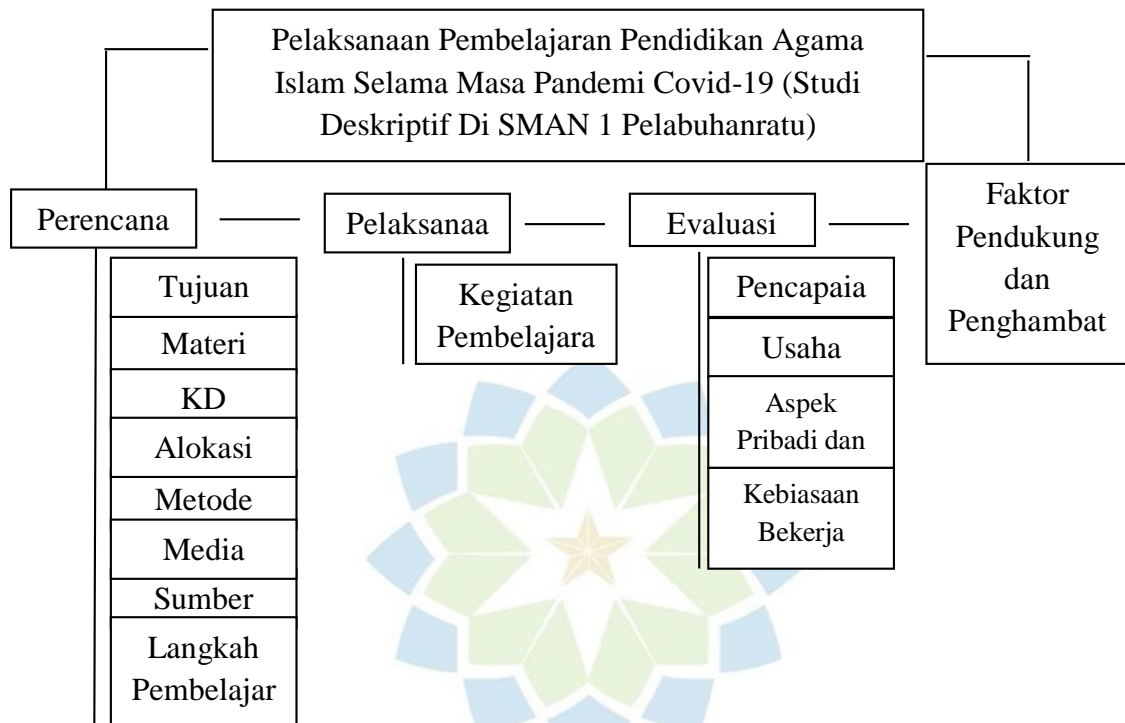 Pelaksanaan Pembelajaran Pendidikan Agama
Islam Selama Masa Pandemi Covid-19 (Studi
Deskriptif Di SMAN 1 Pelabuhanratu)
Perencana
Tujuan
Materi
KD
Alokasi
Metode
Media
Sumber
Langkah
Pembelajar
Pelaksanaa
Kegiatan
Pembelajara
Evaluasi
Pencapaia
Usaha
Aspek
Pribadi dan
Kebiasaan
Bekerja
Faktor
Pendukung
dan
Penghambat